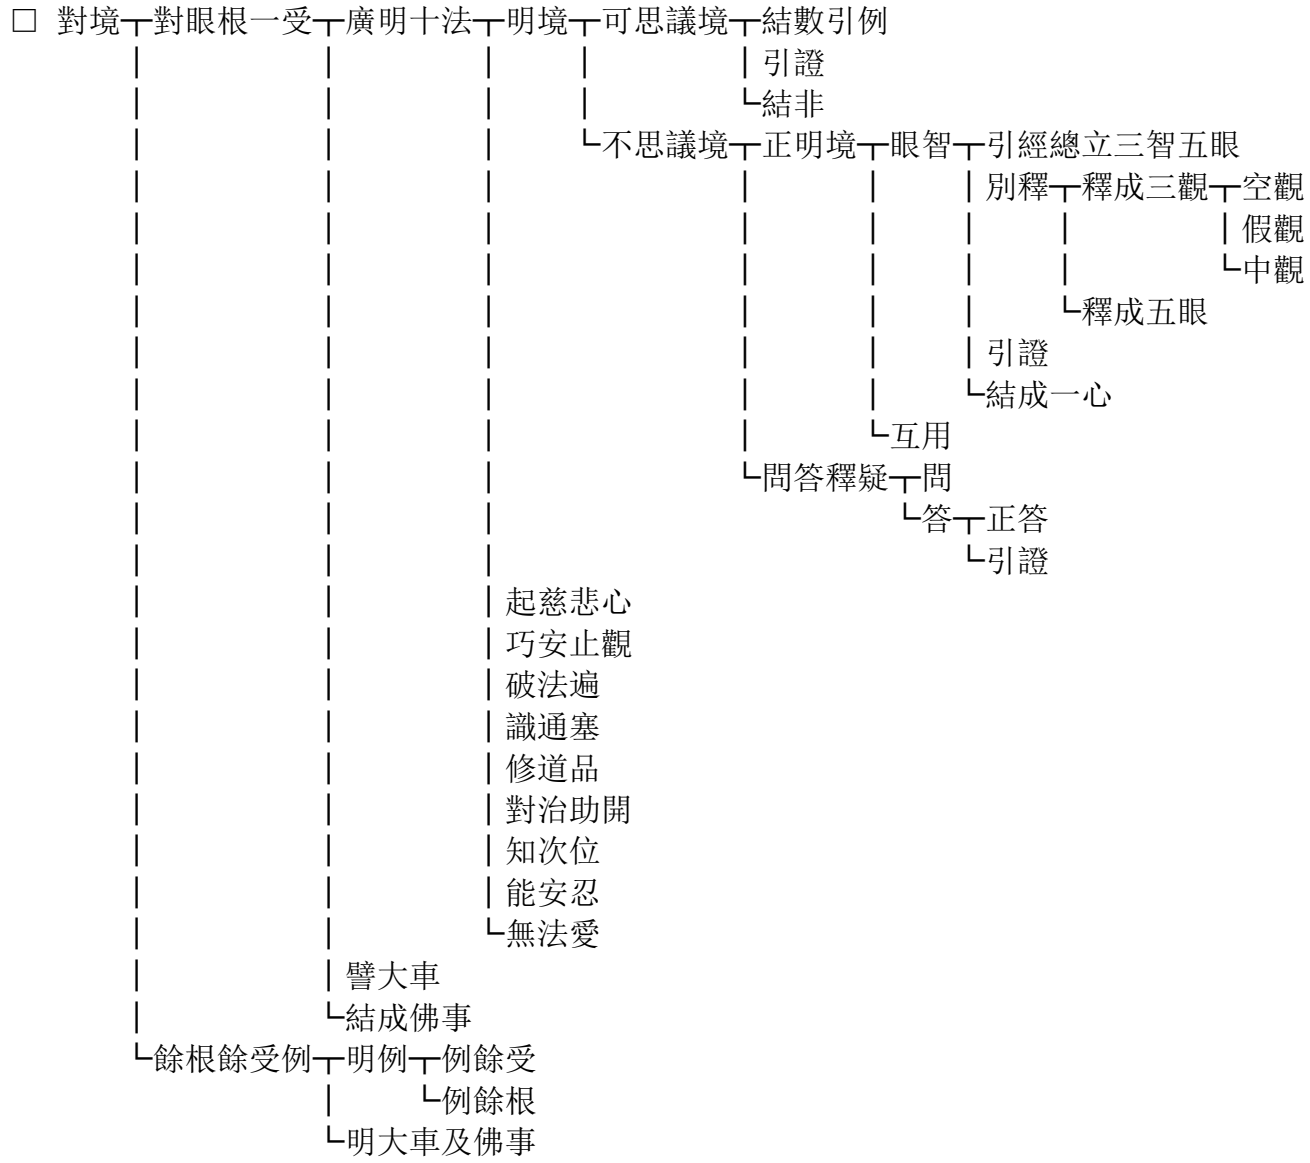 □ 對境┬對眼根一受┬廣明十法┬明境┬可思議境┬結數引例
｜引證
└結非
└不思議境┬正明境┬眼智┬引經總立三智五眼
｜別釋┬釋成三觀┬空觀
｜假觀
└中觀
└釋成五眼
｜引證
└結成一心
└互用
└問答釋疑┬問
└答┬正答
└引證
｜起慈悲心
｜巧安止觀
｜破法遍
｜識通塞
｜修道品
｜對治助開
｜知次位
｜能安忍
└無法愛
｜譬大車
└結成佛事
└餘根餘受例┬明例┬例餘受
└例餘根
└明大車及佛事